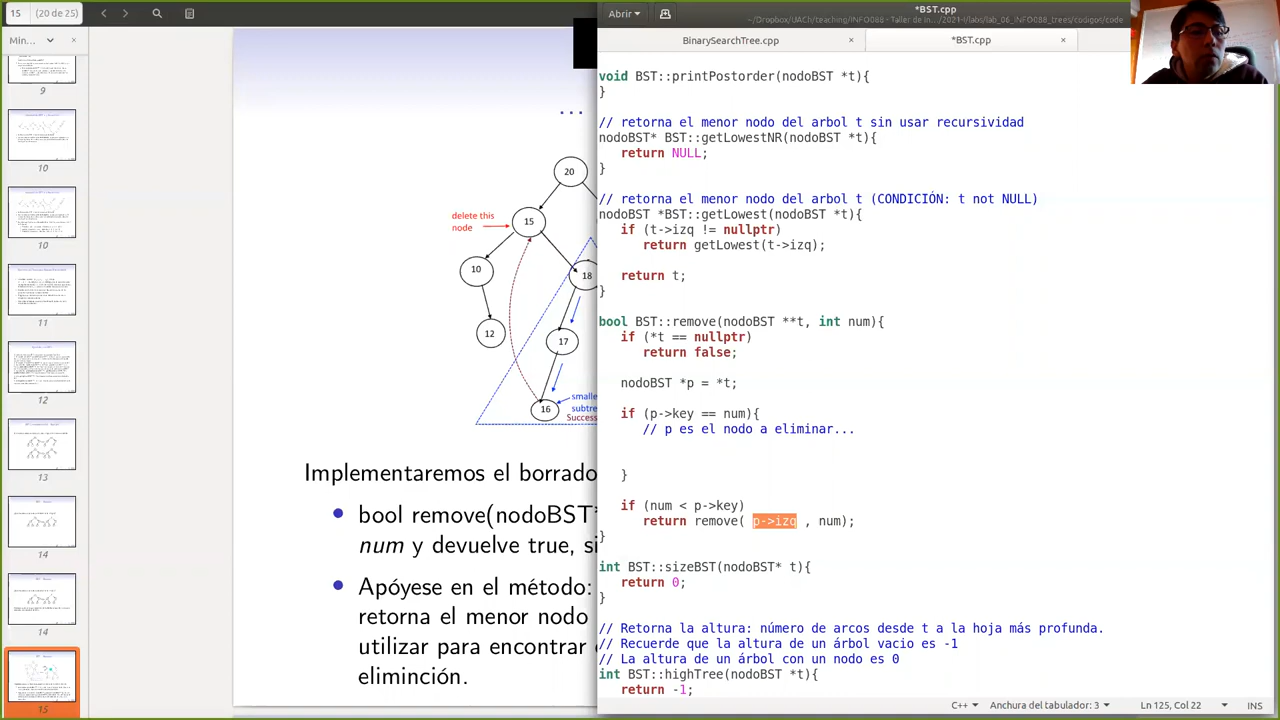 15
(20 de 25)
Min...
9
10
10
11
12
13
14
14
15
...
20
delete this
node
15
10
18
12
17
16
smalle
subtre
Success
Implementaremos el borrado
bool remove(nodoBST*
num y devuelve true, si
Apóyese en el método:
retorna el menor nodo
utilizar para encontrar
eliminción.
Abrir
*BST.cpp
~/Dropbox/UACh/teaching/INFO088 - Taller de In.../2021-I/labs/lab_06_INFO088_trees/codigos/code
BinarySearchTree.cpp
*BST.cpp
void BST::printPostorder(nodoBST *t){
}
// retorna el menor nodo del arbol t sin usar recursividad
nodoBST* BST::getLowestNR(nodoBST *t){
return NULL;
}
// retorna el menor nodo del arbol t (CONDICIÓN: t not NULL)
nodoBST *BST::getLowest(nodoBST *t){
if (t->izq != nullptr)
return getLowest(t->izq);
return t;
}
bool BST::remove(nodoBST **t, int num){
if (*t == nullptr)
return false;
nodoBST *p = *t;
if (p->key == num){
// p es el nodo a eliminar...
}
if (num < p->key)
return remove( p->izq , num);
}
int BST::sizeBST(nodoBST* t){
return 0;
}
// Retorna la altura: número de arcos desde t a la hoja más profunda.
// Recuerde que la altura de un árbol vacio es -1
// La altura de un árbol con un nodo es 0
int BST::highTree(nodoBST *t){
return -1;
C++
Anchura del tabulador: 3
Ln 125, Col 22
INS